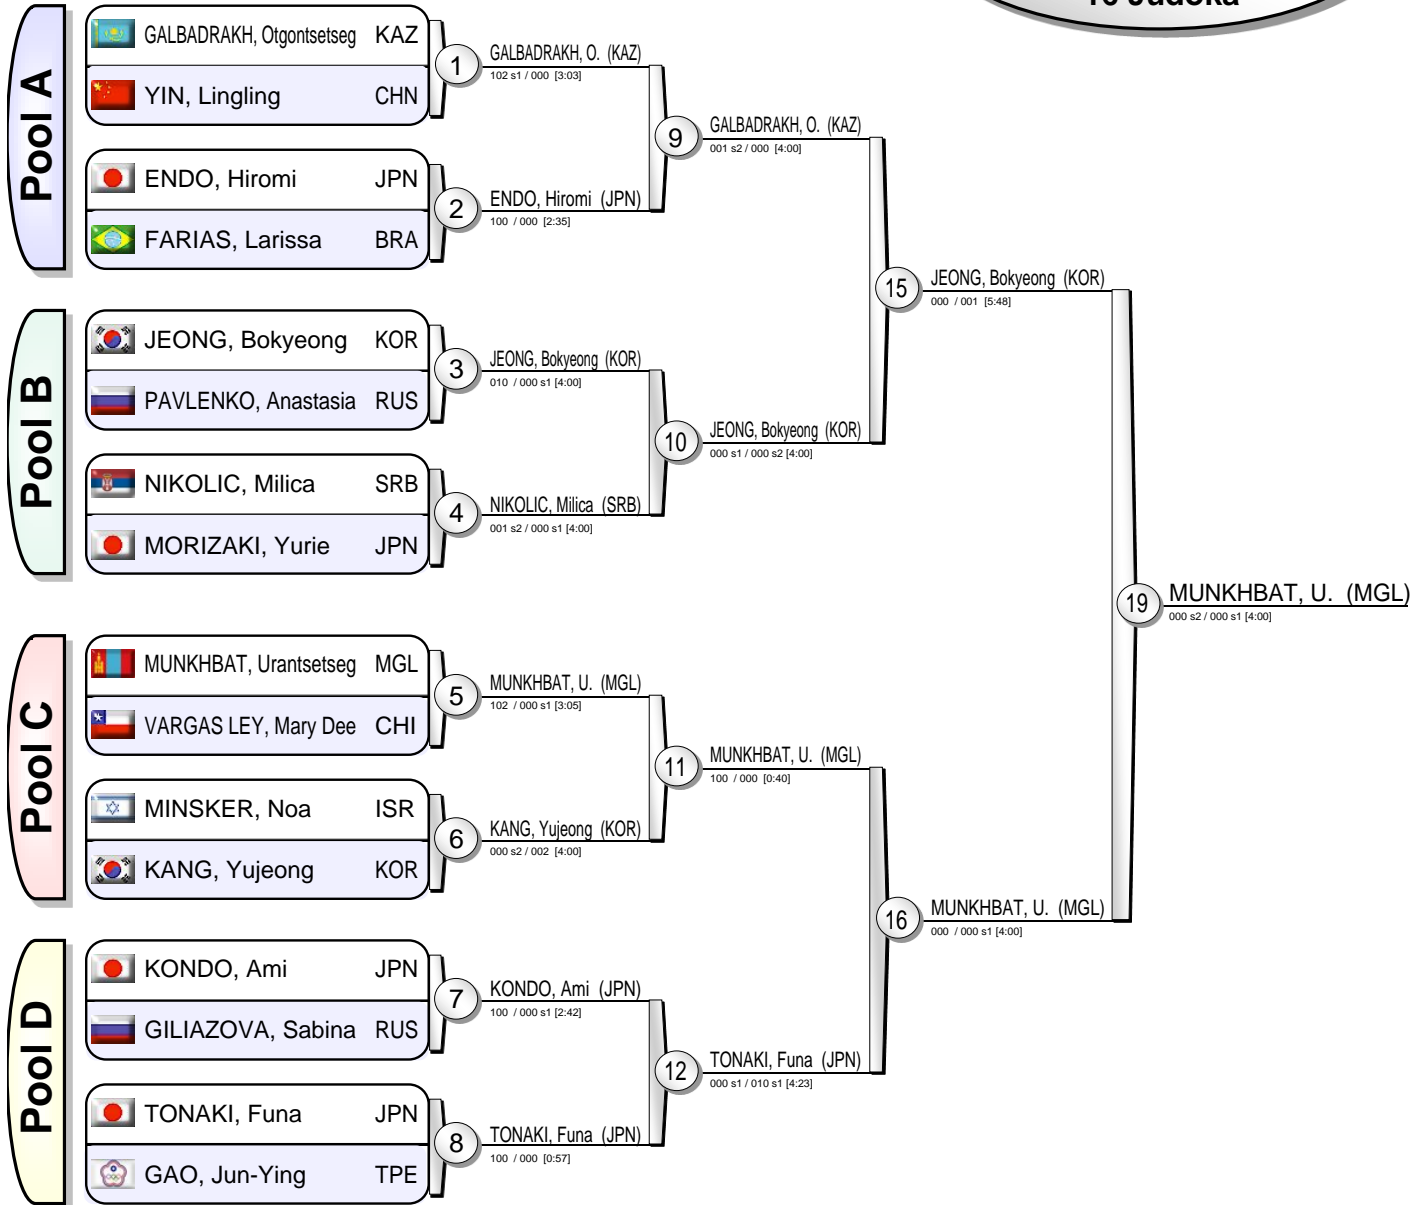 16 Judoka
Pool A
GALBADRAKH, Otgontsetseg KAZ
YIN, Lingling CHN
1
GALBADRAKH, O. (KAZ)
102 s1 / 000 [3:03]
ENDO, Hiromi JPN
FARIAS, Larissa BRA
2
ENDO, Hiromi (JPN)
100 / 000 [2:35]
9
GALBADRAKH, O. (KAZ)
001 s2 / 000 [4:00]
Pool B
JEONG, Bokyeong KOR
PAVLENKO, Anastasia RUS
3
JEONG, Bokyeong (KOR)
010 / 000 s1 [4:00]
NIKOLIC, Milica SRB
MORIZAKI, Yurie JPN
4
NIKOLIC, Milica (SRB)
001 s2 / 000 s1 [4:00]
10
JEONG, Bokyeong (KOR)
000 s1 / 000 s2 [4:00]
15
JEONG, Bokyeong (KOR)
000 / 001 [5:48]
Pool C
MUNKHBAT, Urantsetseg MGL
VARGAS LEY, Mary Dee CHI
5
MUNKHBAT, U. (MGL)
102 / 000 s1 [3:05]
MINSKER, Noa ISR
KANG, Yujeong KOR
6
KANG, Yujeong (KOR)
000 s2 / 002 [4:00]
11
MUNKHBAT, U. (MGL)
100 / 000 [0:40]
Pool D
KONDO, Ami JPN
GILIAZOVA, Sabina RUS
7
KONDO, Ami (JPN)
100 / 000 s1 [2:42]
TONAKI, Funa JPN
GAO, Jun-Ying TPE
8
TONAKI, Funa (JPN)
100 / 000 [0:57]
12
TONAKI, Funa (JPN)
000 s1 / 010 s1 [4:23]
16
MUNKHBAT, U. (MGL)
000 / 000 s1 [4:00]
19
MUNKHBAT, U. (MGL)
000 s2 / 000 s1 [4:00]